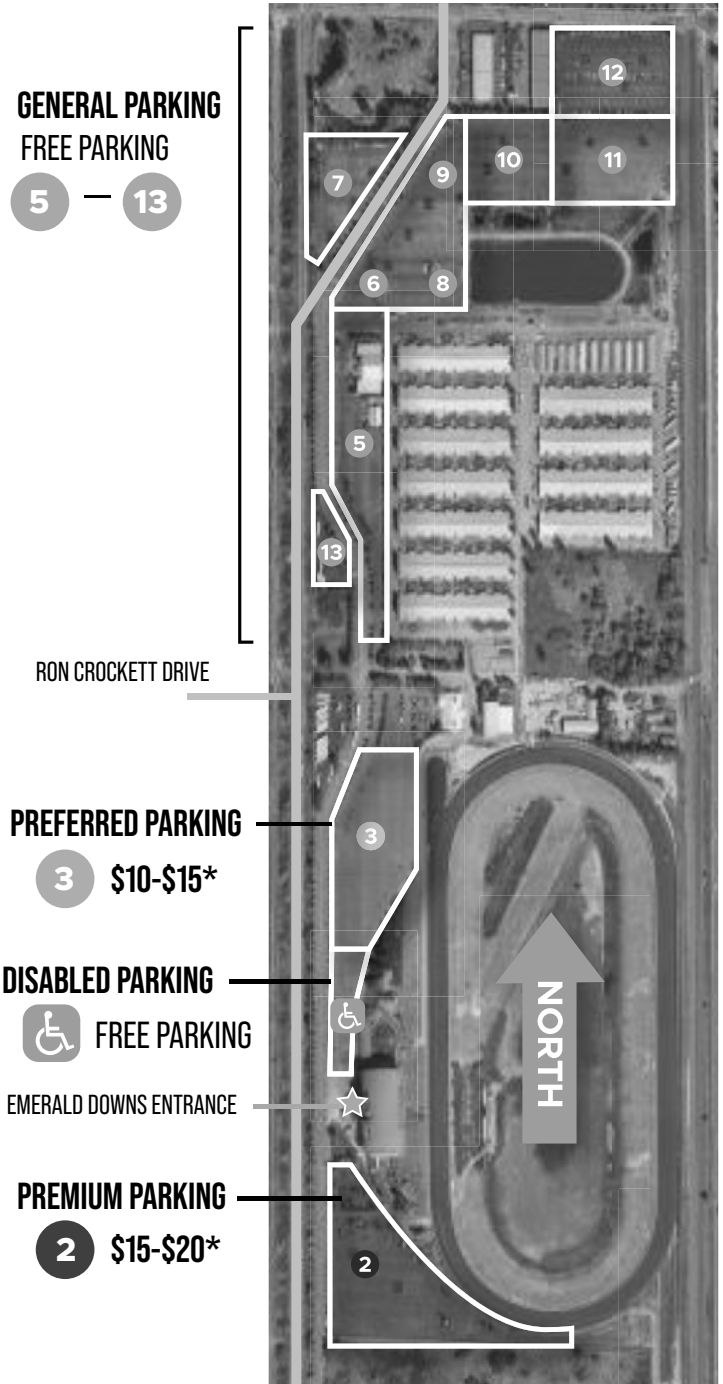 GENERAL PARKING
FREE PARKING
5 – 13
12
7
9
10
11
6
8
5
13
RON CROCKETT DRIVE
PREFERRED PARKING
3 $10-$15*
3
DISABLED PARKING
FREE PARKING
NORTH
EMERALD DOWNS ENTRANCE
PREMIUM PARKING
2 $15-$20*
2